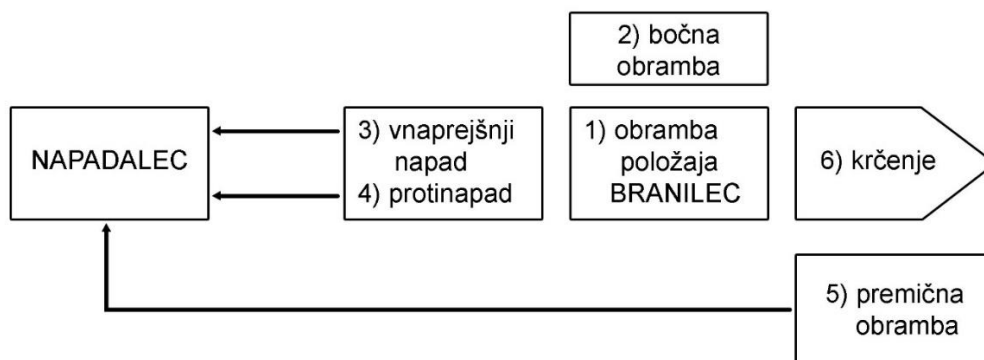 2) bočna
obramba
NAPADALEC
3) vnaprejšnji
napad
4) protinapad
1) obramba
položaja
BRANILEC
6) krčenje
5) premična
obramba